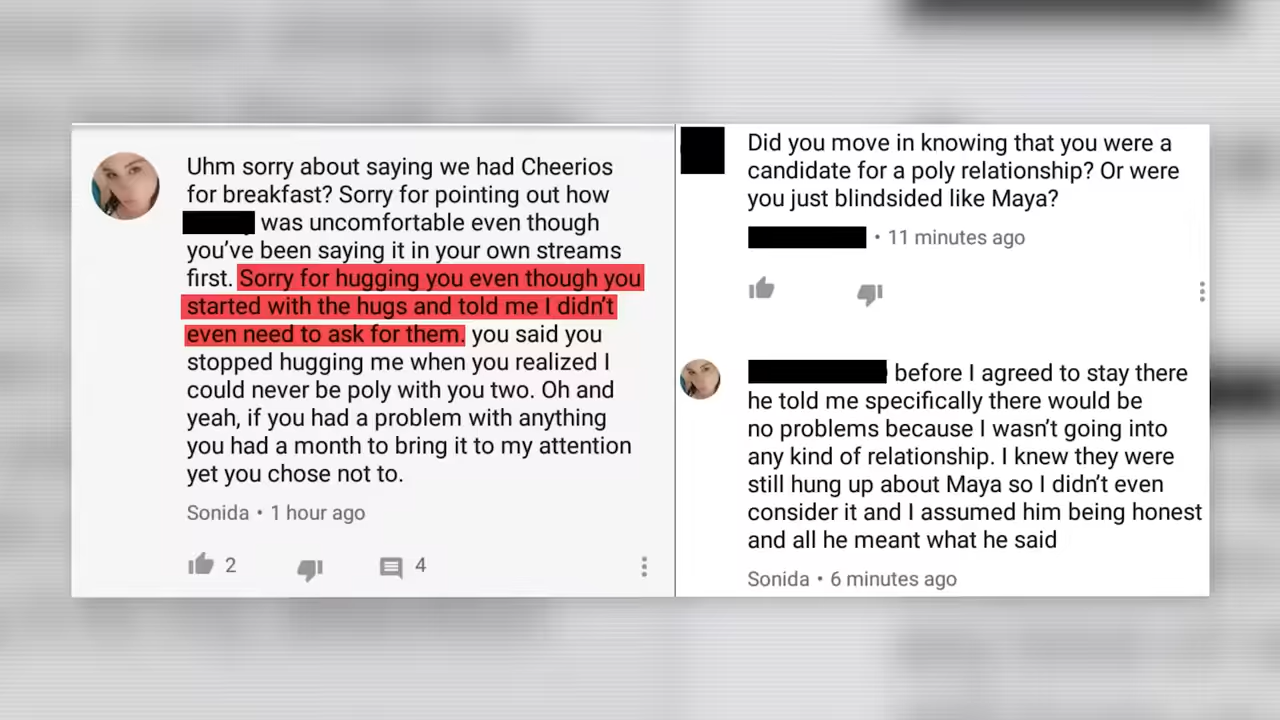 Uhm sorry about saying we had Cheerios
for breakfast? Sorry for pointing out how
was uncomfortable even though
you’ve been saying it in your own streams
first. Sorry for hugging you even though you
started with the hugs and told me I didn’t
even need to ask for them. you said you
stopped hugging me when you realized I
could never be poly with you two. Oh and
yeah, if you had a problem with anything
you had a month to bring it to my attention
yet you chose not to.
Sonida • 1 hour ago
2
4
Did you move in knowing that you were a
candidate for a poly relationship? Or were
you just blindsided like Maya?
• 11 minutes ago
before I agreed to stay there
he told me specifically there would be
no problems because I wasn’t going into
any kind of relationship. I knew they were
still hung up about Maya so I didn’t even
consider it and I assumed him being honest
and all he meant what he said
Sonida • 6 minutes ago